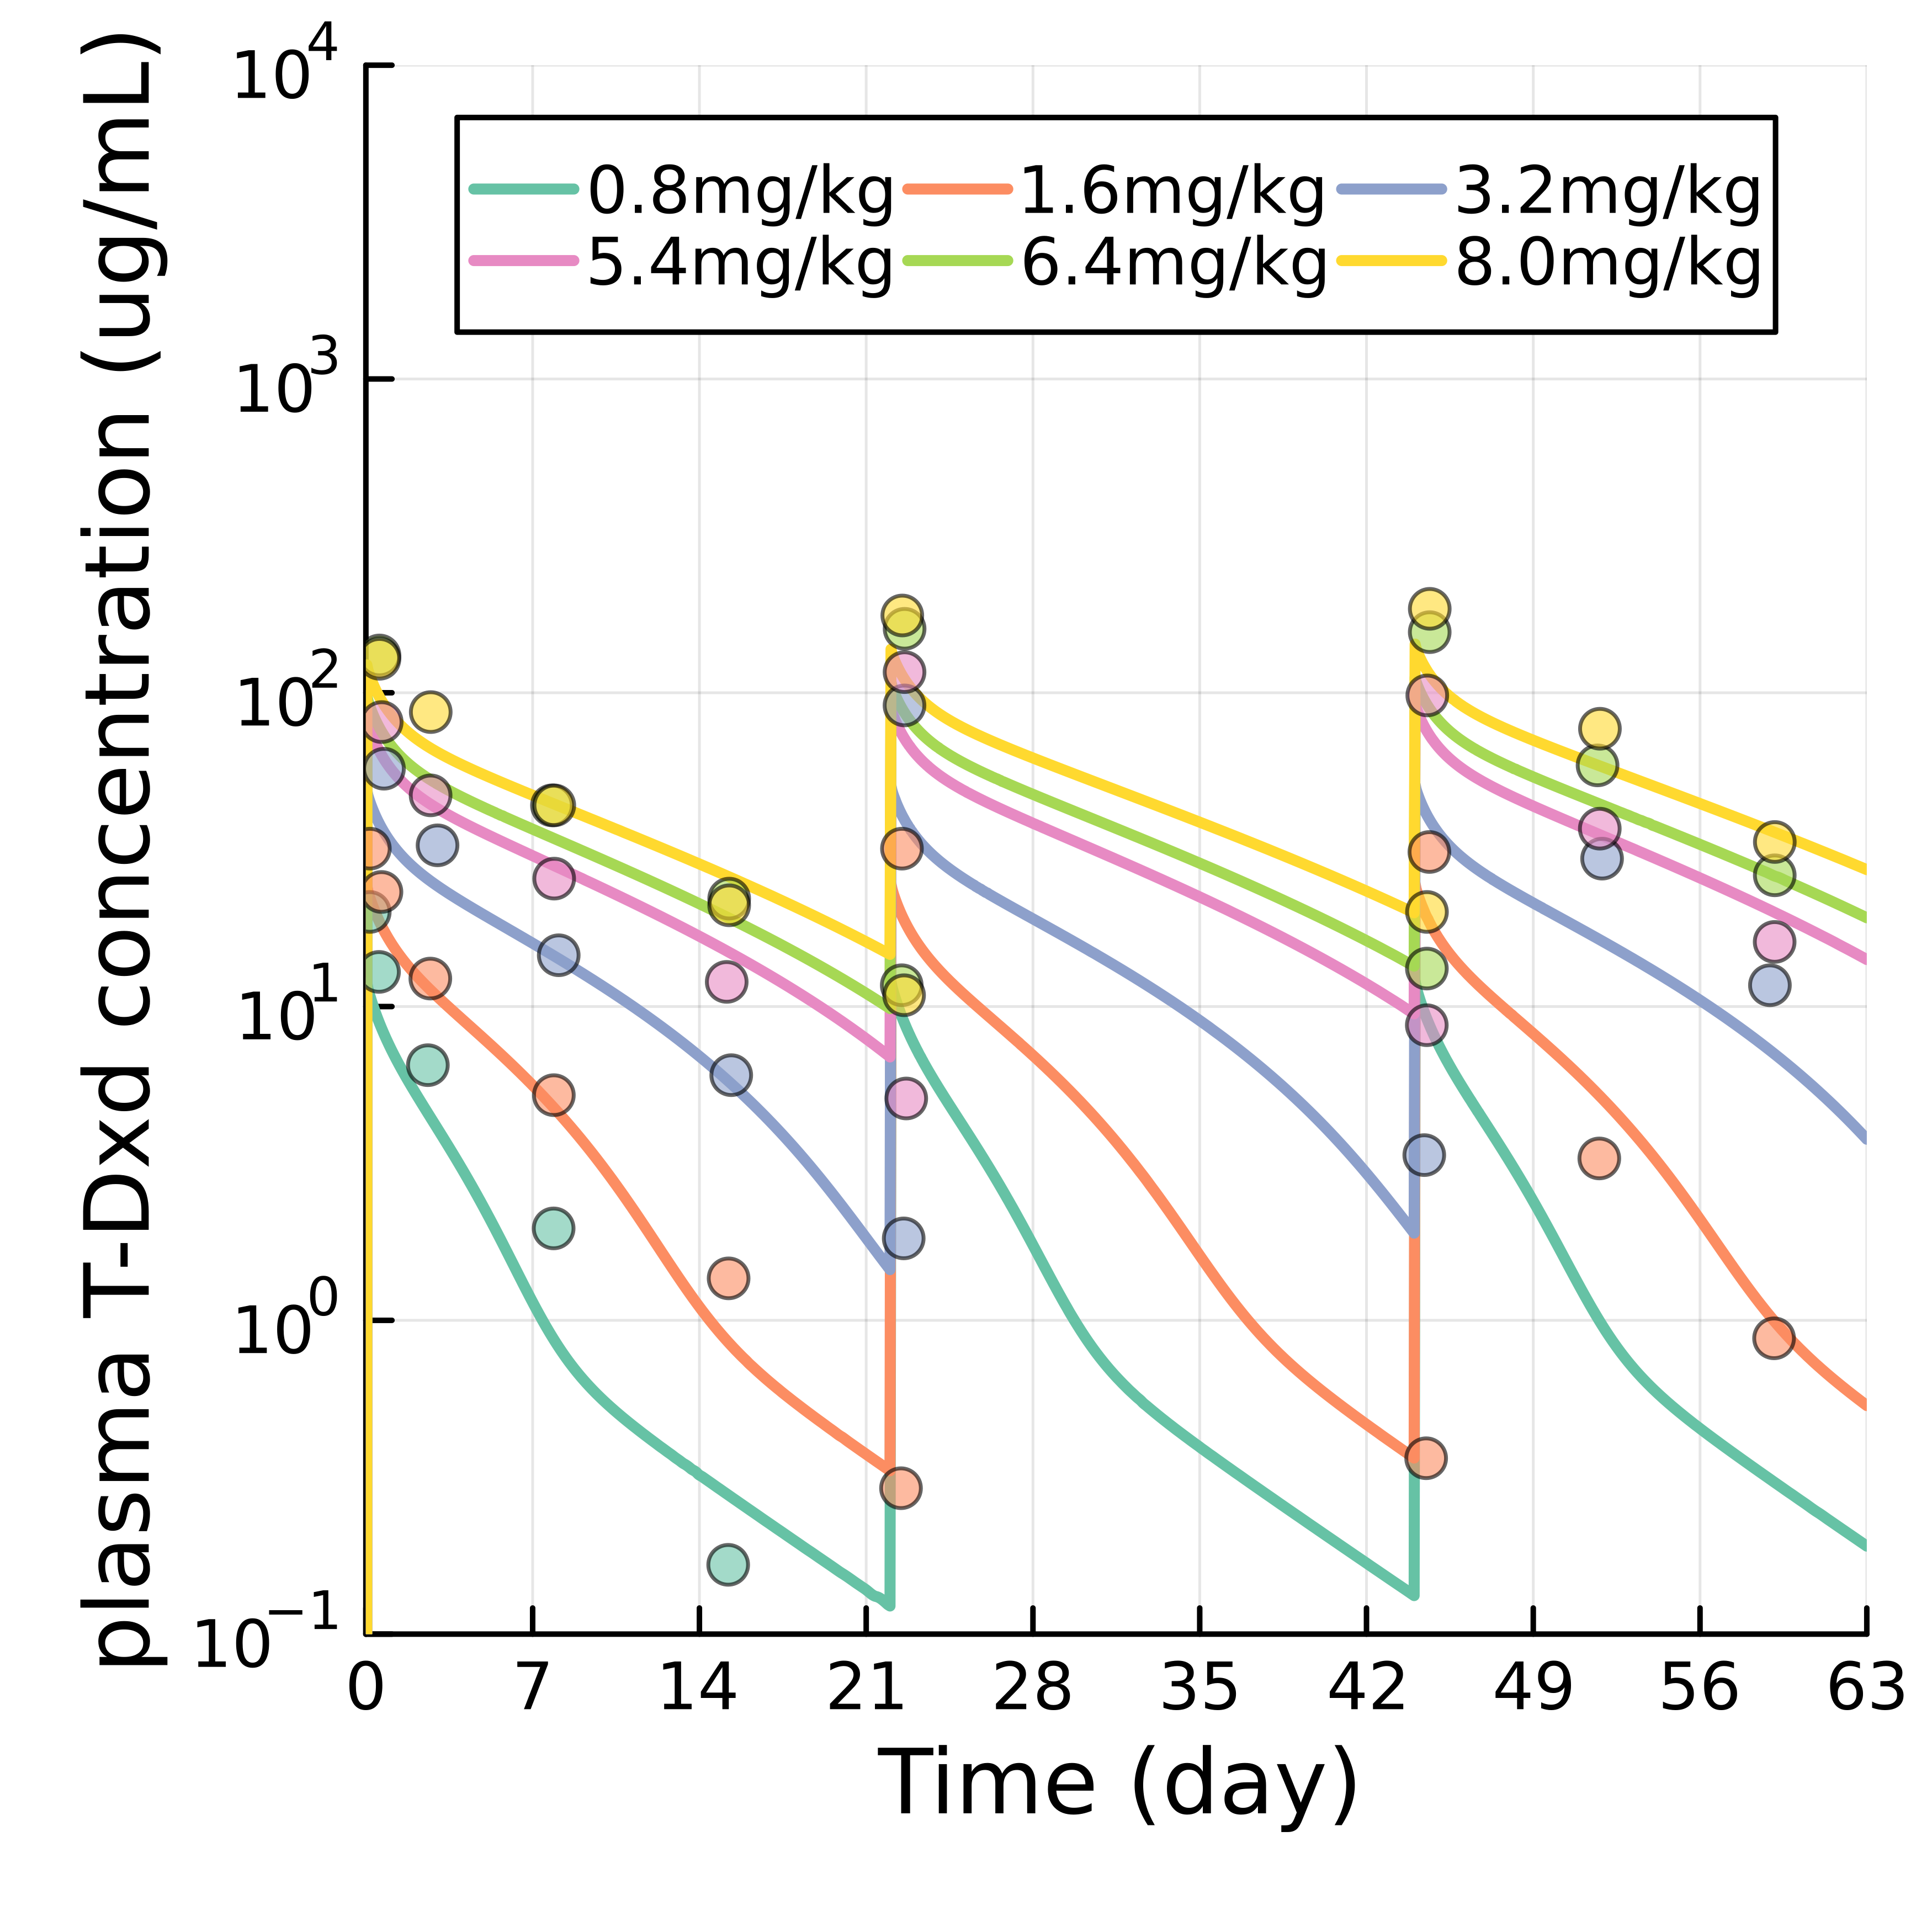 plasma T-Dxd concentration (ug/mL)
10^4
10^3
10^2
10^1
10^0
10^−1
0.8mg/kg 1.6mg/kg 3.2mg/kg
5.4mg/kg 6.4mg/kg 8.0mg/kg
0 7 14 21 28 35 42 49 56 63
Time (day)